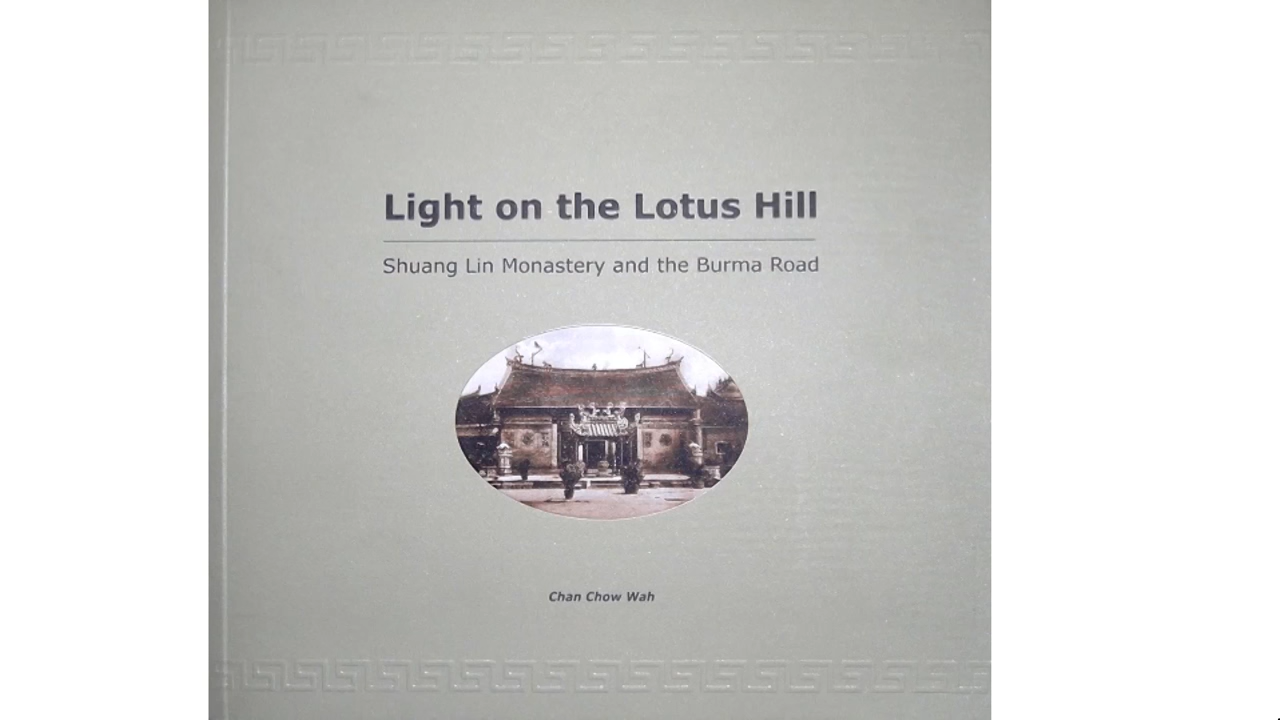 Light on the Lotus Hill
Shuang Lin Monastery and the Burma Road
Chan Chow Wah